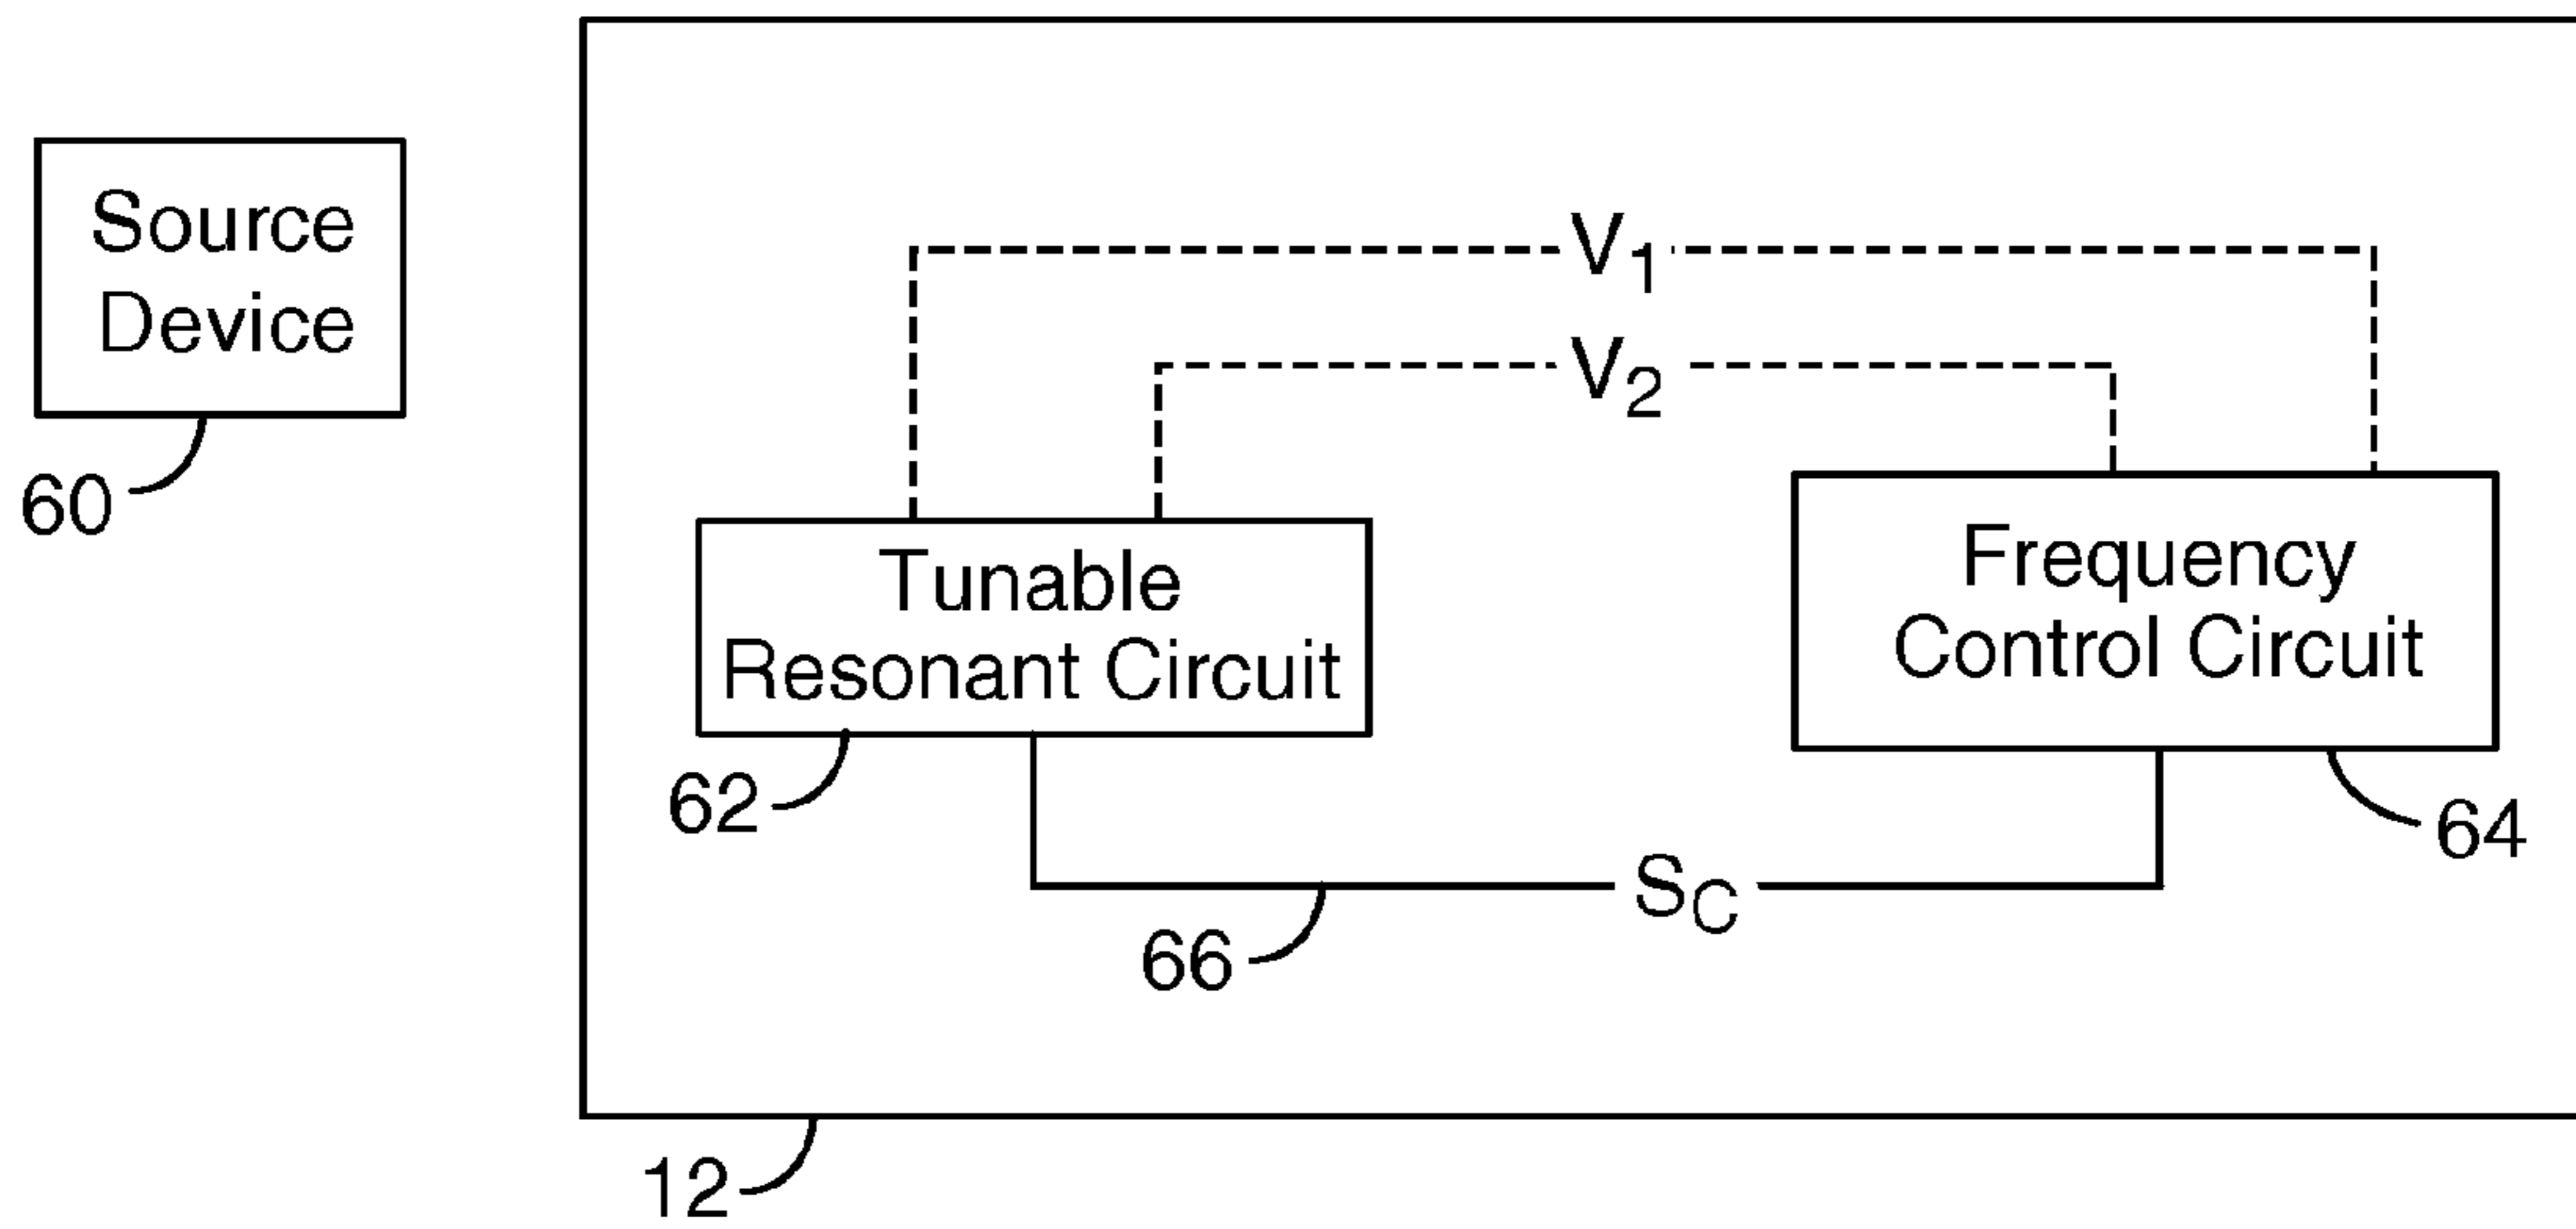 Source
Device
60
V1
V2
Tunable
Resonant Circuit
62
Frequency
Control Circuit
64
SC
66
12